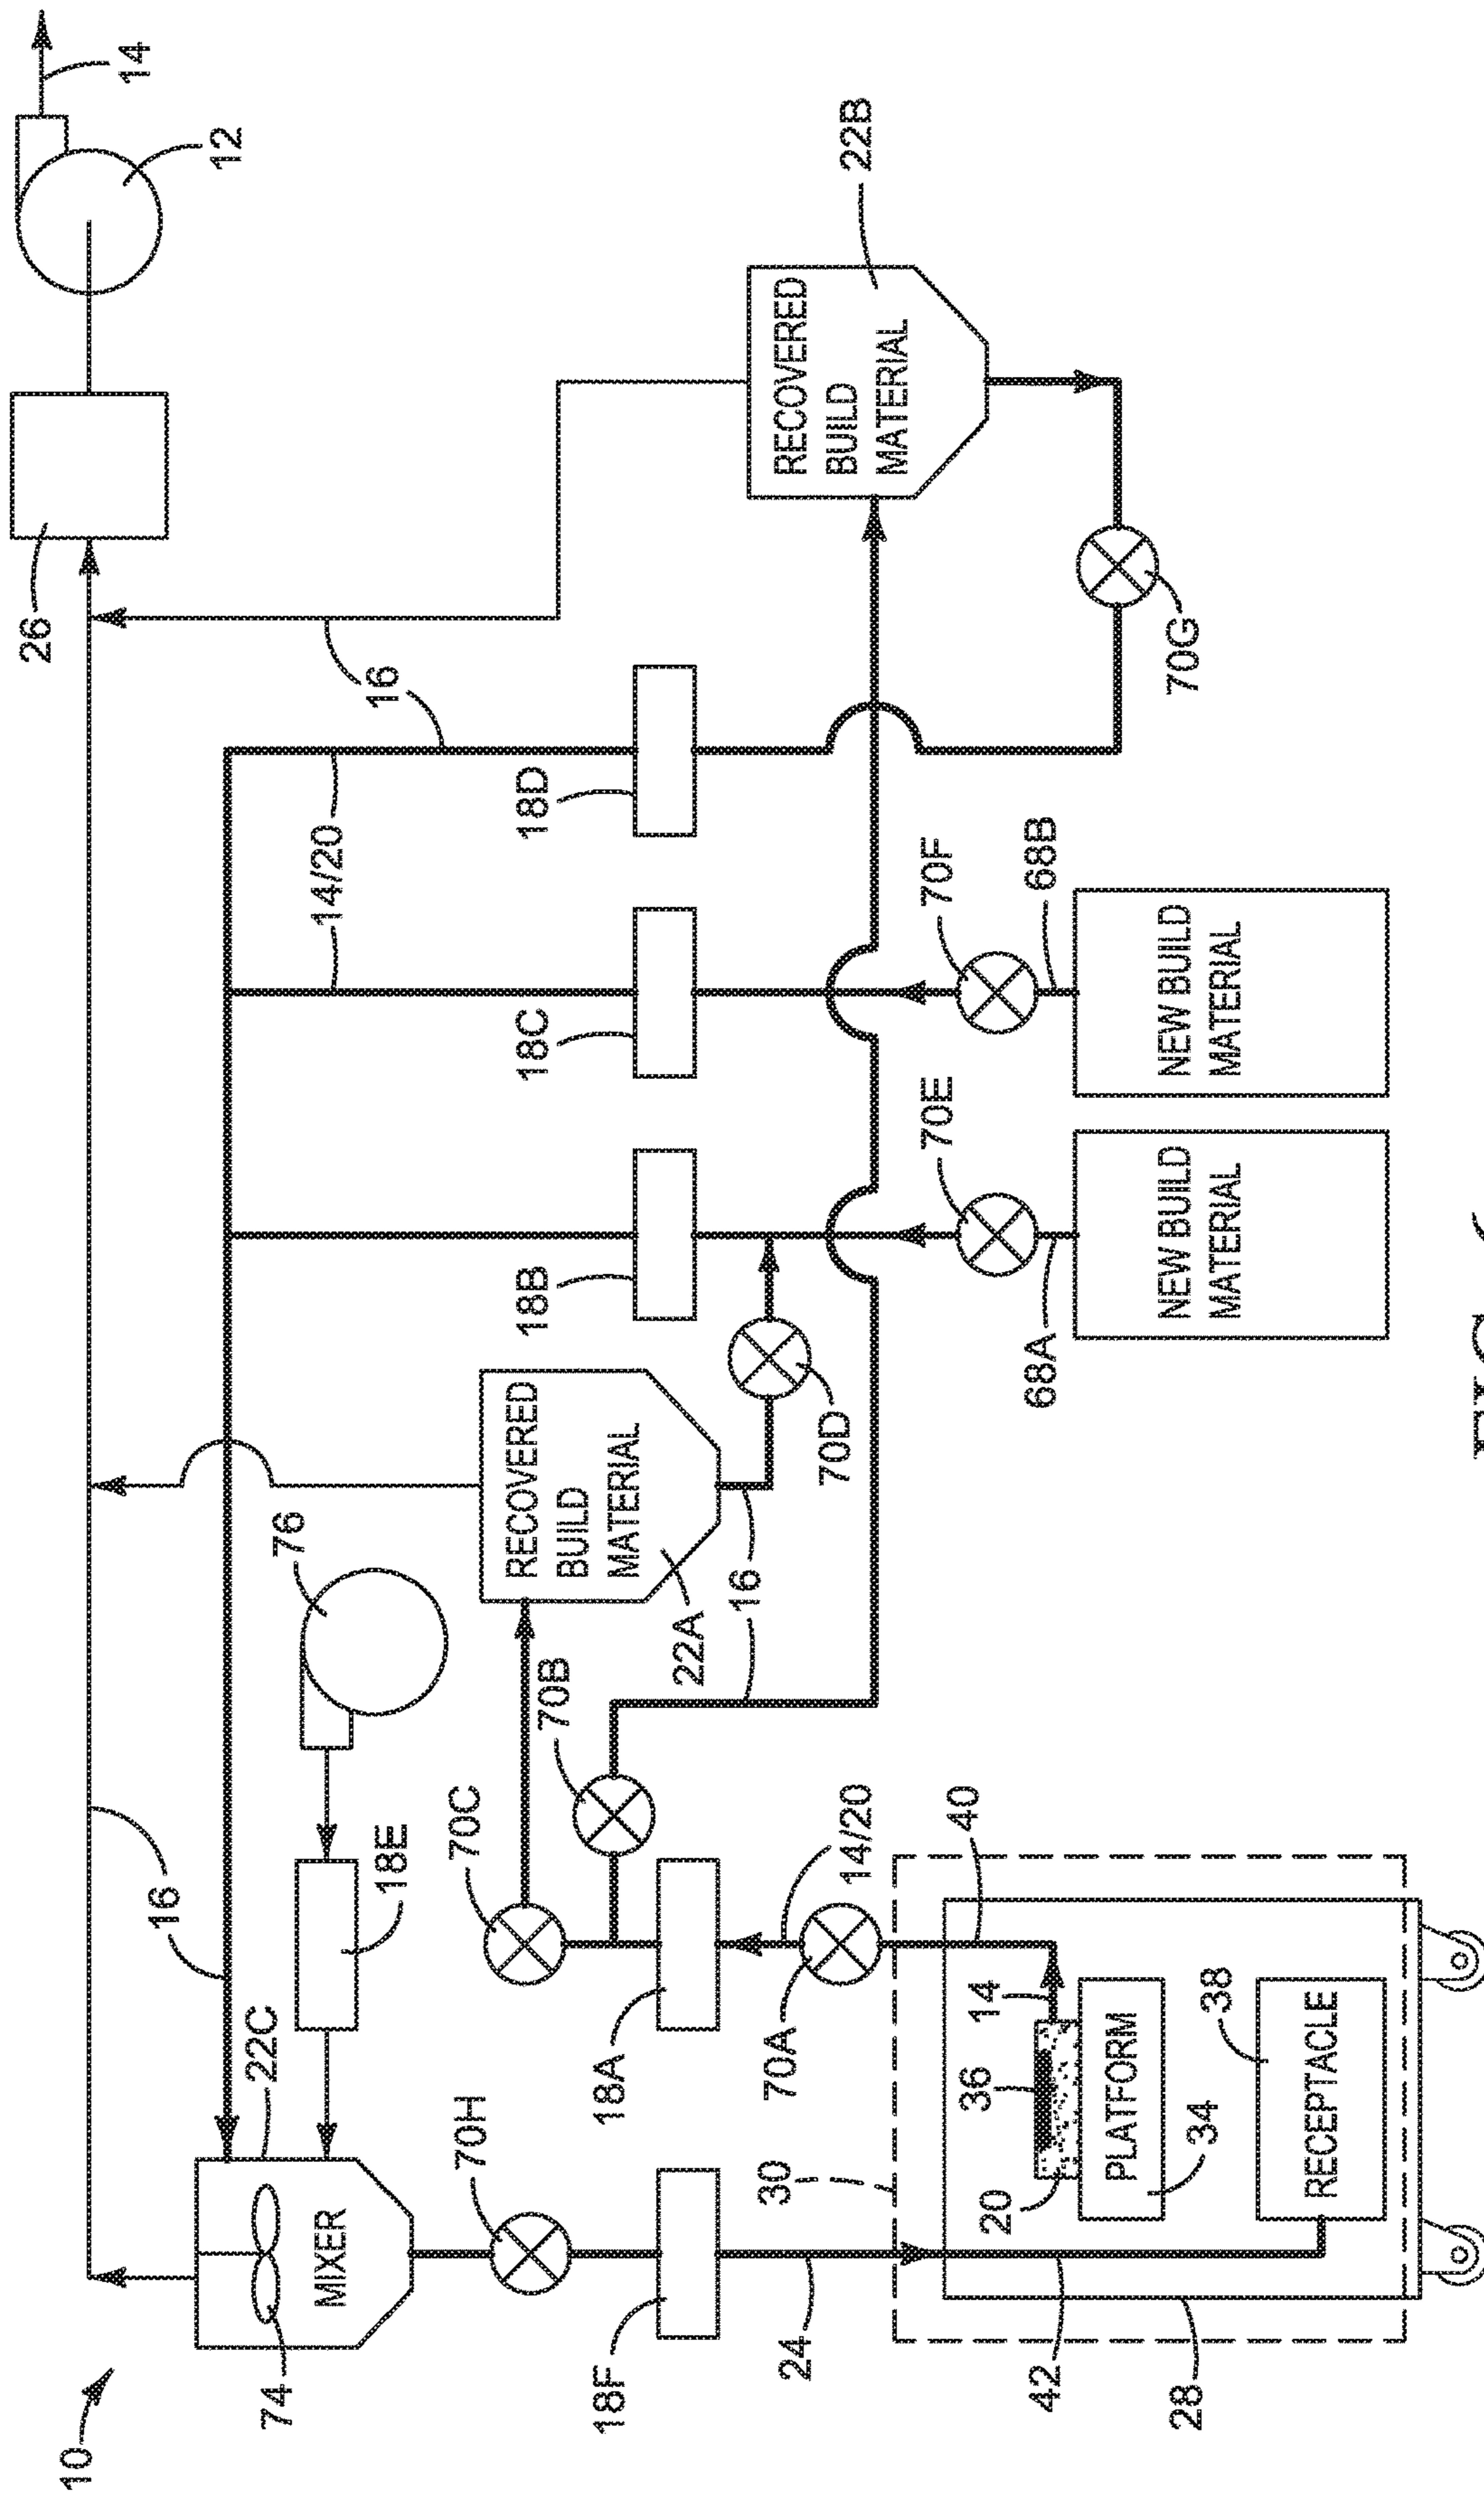 10
26
14
16
12
22C
74
76
MIXER
14/20
16
18E
70H
70C
RECOVERED
BUILD
MATERIAL
18B
18C
18D
70B
18F
18A
22A
16
30
70A
24
RECOVERED
BUILD
MATERIAL
70D
14/20
22B
70E
70F
40
36
14
20
42
68A
68B
PLATFORM
NEW BUILD
MATERIAL
NEW BUILD
MATERIAL
70G
28
34
38
RECEPTACLE